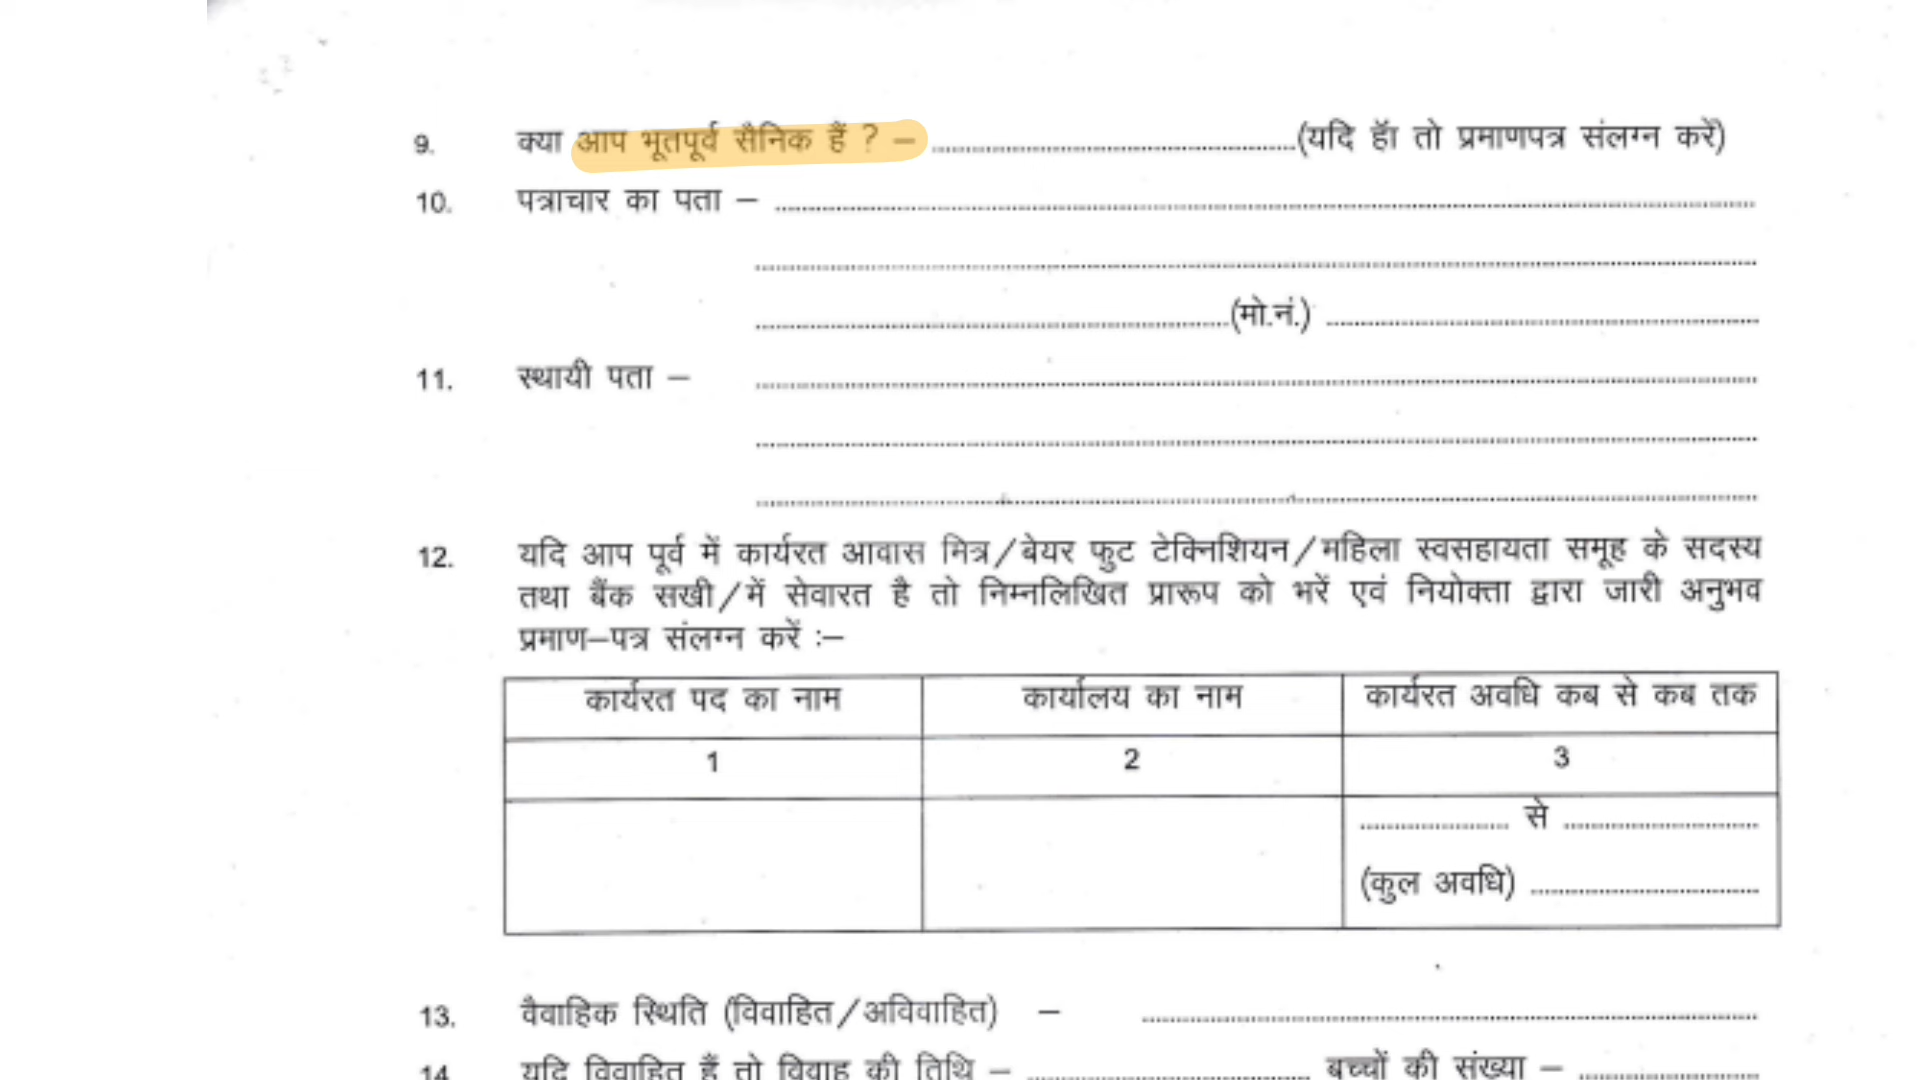 9. क्या आप भूतपूर्व सैनिक हैं ? – ........................(यदि हॉ तो प्रमाणपत्र संलग्न करें)
10. पत्राचार का पता – ........................
........................
........................(मो.नं.) ........................
11. स्थायी पता – ........................
........................
........................
12. यदि आप पूर्व में कार्यरत आवास मित्र/बेयर फुट टेक्निशियन/महिला स्वसहायता समूह के सदस्य
तथा बैंक सखी/में सेवारत है तो निम्नलिखित प्रारूप को भरें एवं नियोक्ता द्वारा जारी अनुभव
प्रमाण–पत्र संलग्न करें :–
कार्यरत पद का नाम कार्यालय का नाम कार्यरत अवधि कब से कब तक
1 2 3
............ से ............
(कुल अवधि) ............
13. वैवाहिक स्थिति (विवाहित/अविवाहित) – ........................
14 यदि विवाहित हैं तो विवाह की तिथि – ............ बच्चों की संख्या – ............